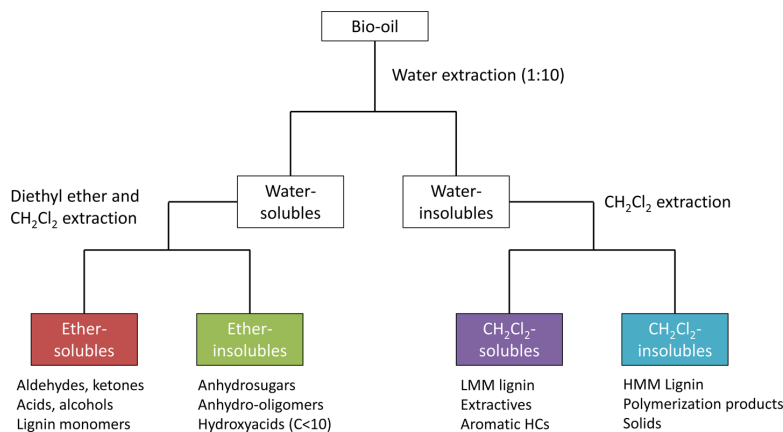 Bio-oil
Water extraction (1:10)
Diethyl ether and
CH₂Cl₂ extraction
Water-
solubles
Water-
insolubles
CH₂Cl₂ extraction
Ether-
solubles
Ether-
insolubles
CH₂Cl₂-
solubles
CH₂Cl₂-
insolubles
Aldehydes, ketones
Acids, alcohols
Lignin monomers
Anhydrosugars
Anhydro-oligomers
Hydroxyacids (C<10)
LMM lignin
Extractives
Aromatic HCs
HMM Lignin
Polymerization products
Solids